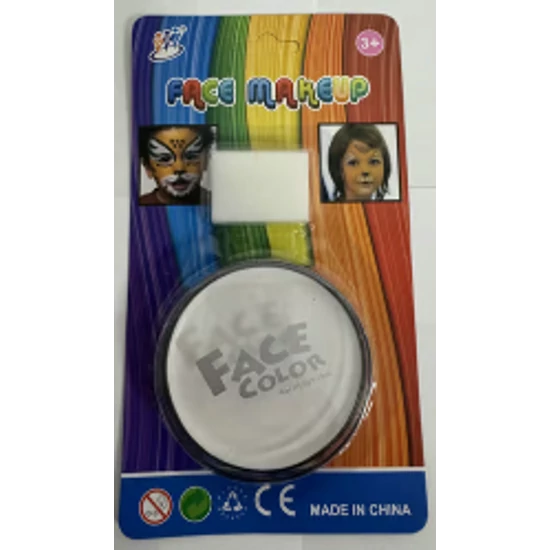 3+
FACE MAKEUP
FACE
COLOR
CE
MADE IN CHINA